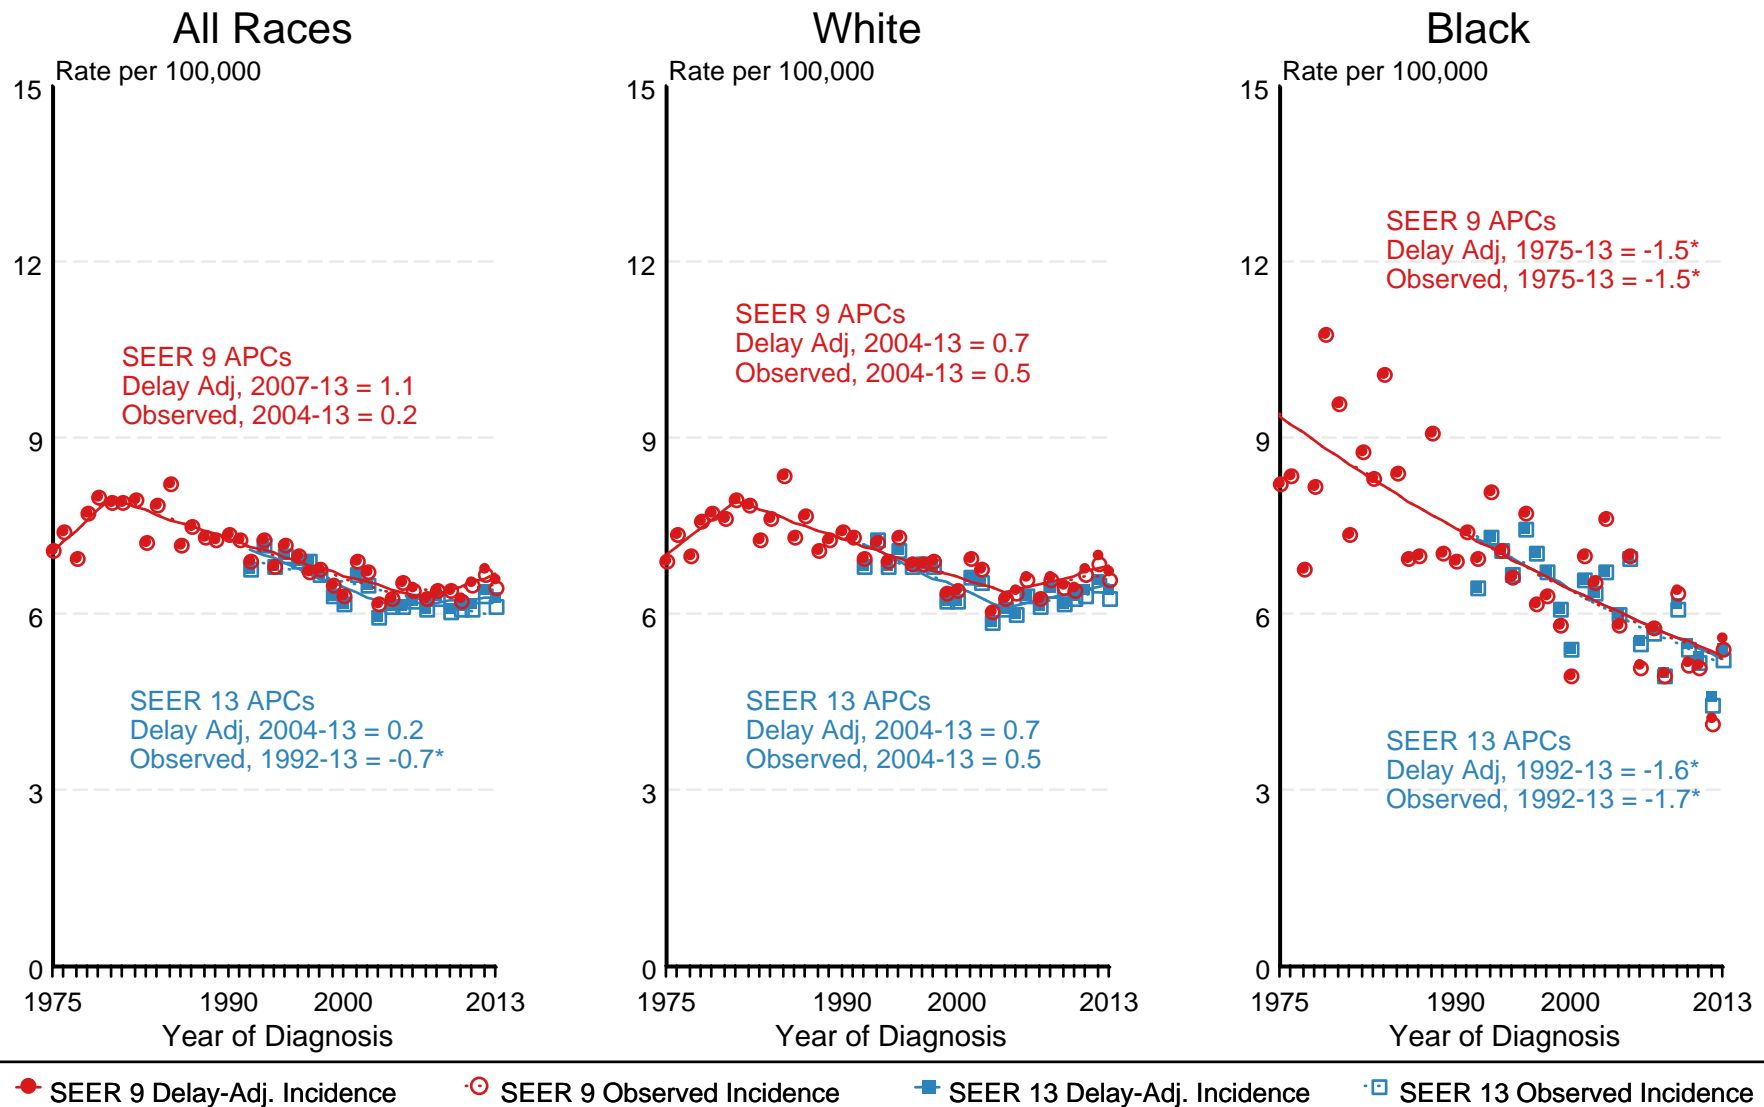 All Races
Rate per 100,000
15
12
9
6
3
0
SEER 9 APCs
Delay Adj, 2007-13 = 1.1
Observed, 2004-13 = 0.2
SEER 13 APCs
Delay Adj, 2004-13 = 0.2
Observed, 1992-13 = -0.7*
1975 1990 2000 2013
Year of Diagnosis
White
Rate per 100,000
15
12
9
6
3
0
SEER 9 APCs
Delay Adj, 2004-13 = 0.7
Observed, 2004-13 = 0.5
SEER 13 APCs
Delay Adj, 2004-13 = 0.7
Observed, 2004-13 = 0.5
1975 1990 2000 2013
Year of Diagnosis
Black
Rate per 100,000
15
12
9
6
3
0
SEER 9 APCs
Delay Adj, 1975-13 = -1.5*
Observed, 1975-13 = -1.5*
SEER 13 APCs
Delay Adj, 1992-13 = -1.6*
Observed, 1992-13 = -1.7*
1975 1990 2000 2013
Year of Diagnosis
SEER 9 Delay-Adj. Incidence SEER 9 Observed Incidence SEER 13 Delay-Adj. Incidence SEER 13 Observed Incidence